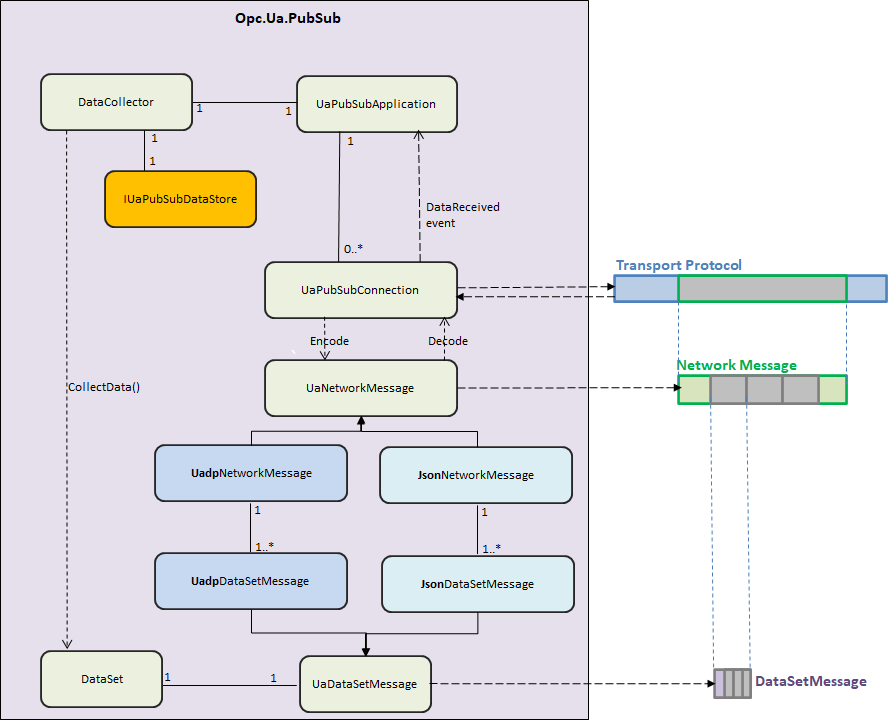 Opc.Ua.PubSub
DataCollector
1
1
UaPubSubApplication
1
1
IUaPubSubDataStore
1
DataReceived
event
0..*
UaPubSubConnection
Transport Protocol
Encode
Decode
Network Message
CollectData()
UaNetworkMessage
UadpNetworkMessage
JsonNetworkMessage
1
1
1..*
1..*
UadpDataSetMessage
JsonDataSetMessage
DataSet
1
1
UaDataSetMessage
DataSetMessage